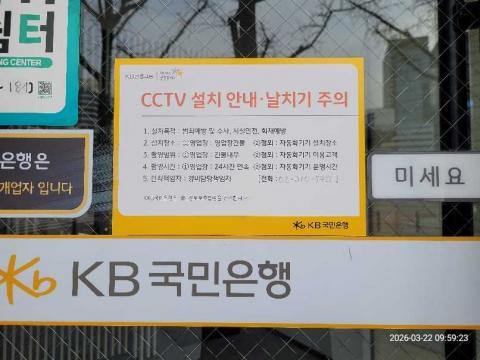 쉼터
NG CENTER
은행은
개업자 입니다
CCTV 설치 안내·날치기 주의
1. 설치목적 : 범죄예방 및 수사, 시설안전, 화재예방
2. 설치장소 : ①영업장 : 영업장건물 ②점외 : 자동화기기 설치장소
3. 촬영범위 : ①영업장 : 건물내부 ②점외 : 자동화기기 이용고객
4. 촬영시간 : ①영업장 : 24시간 연속 ②점외 : 자동화기기 운영시간
5. 관리책임자 : 경비담당책임자 [전화 :
KB국민은행
미세요
KB국민은행
2026-03-22 09:59:23